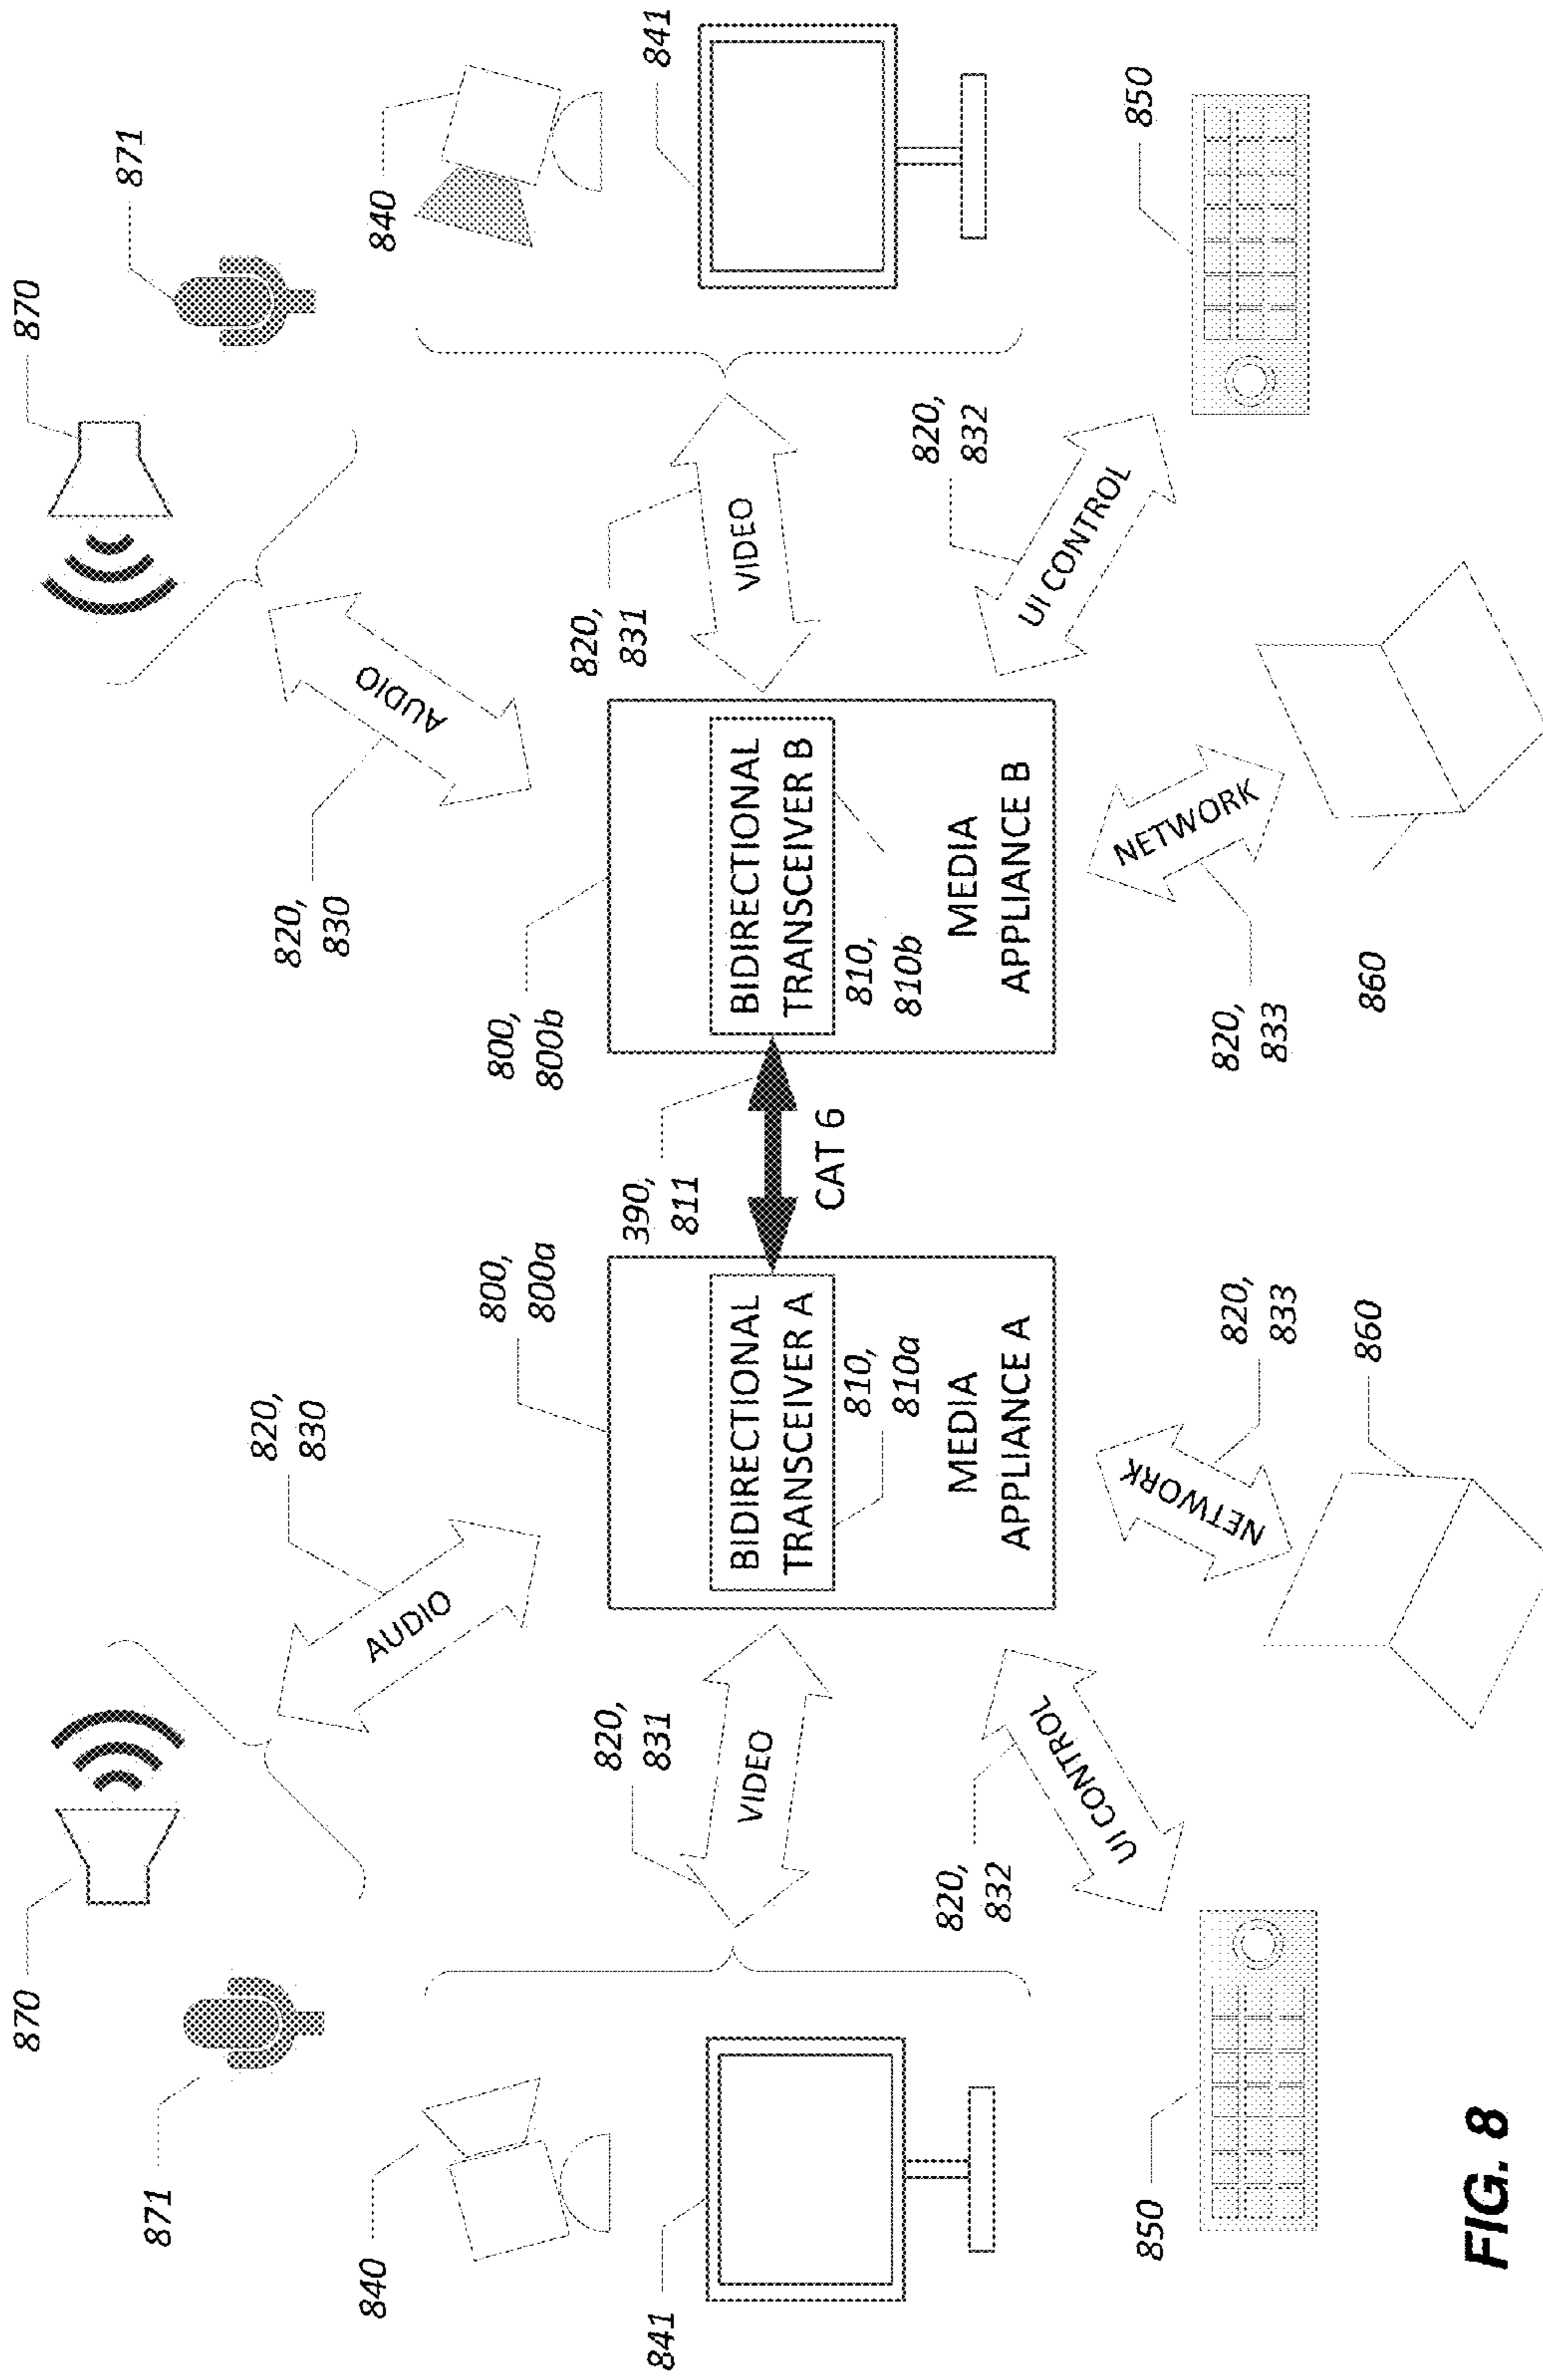 870
871
840
841
850
820,
830
AUDIO
820,
831
VIDEO
820,
832
UI CONTROL
820,
833
NETWORK
860
800,
800a
BIDIRECTIONAL
TRANSCEIVER A
810,
810a
MEDIA
APPLIANCE A
390,
811
CAT 6
800,
800b
BIDIRECTIONAL
TRANSCEIVER B
810,
810b
MEDIA
APPLIANCE B
820,
830
AUDIO
820,
831
VIDEO
820,
832
UI CONTROL
820,
833
NETWORK
860
870
871
840
841
850
FIG. 8